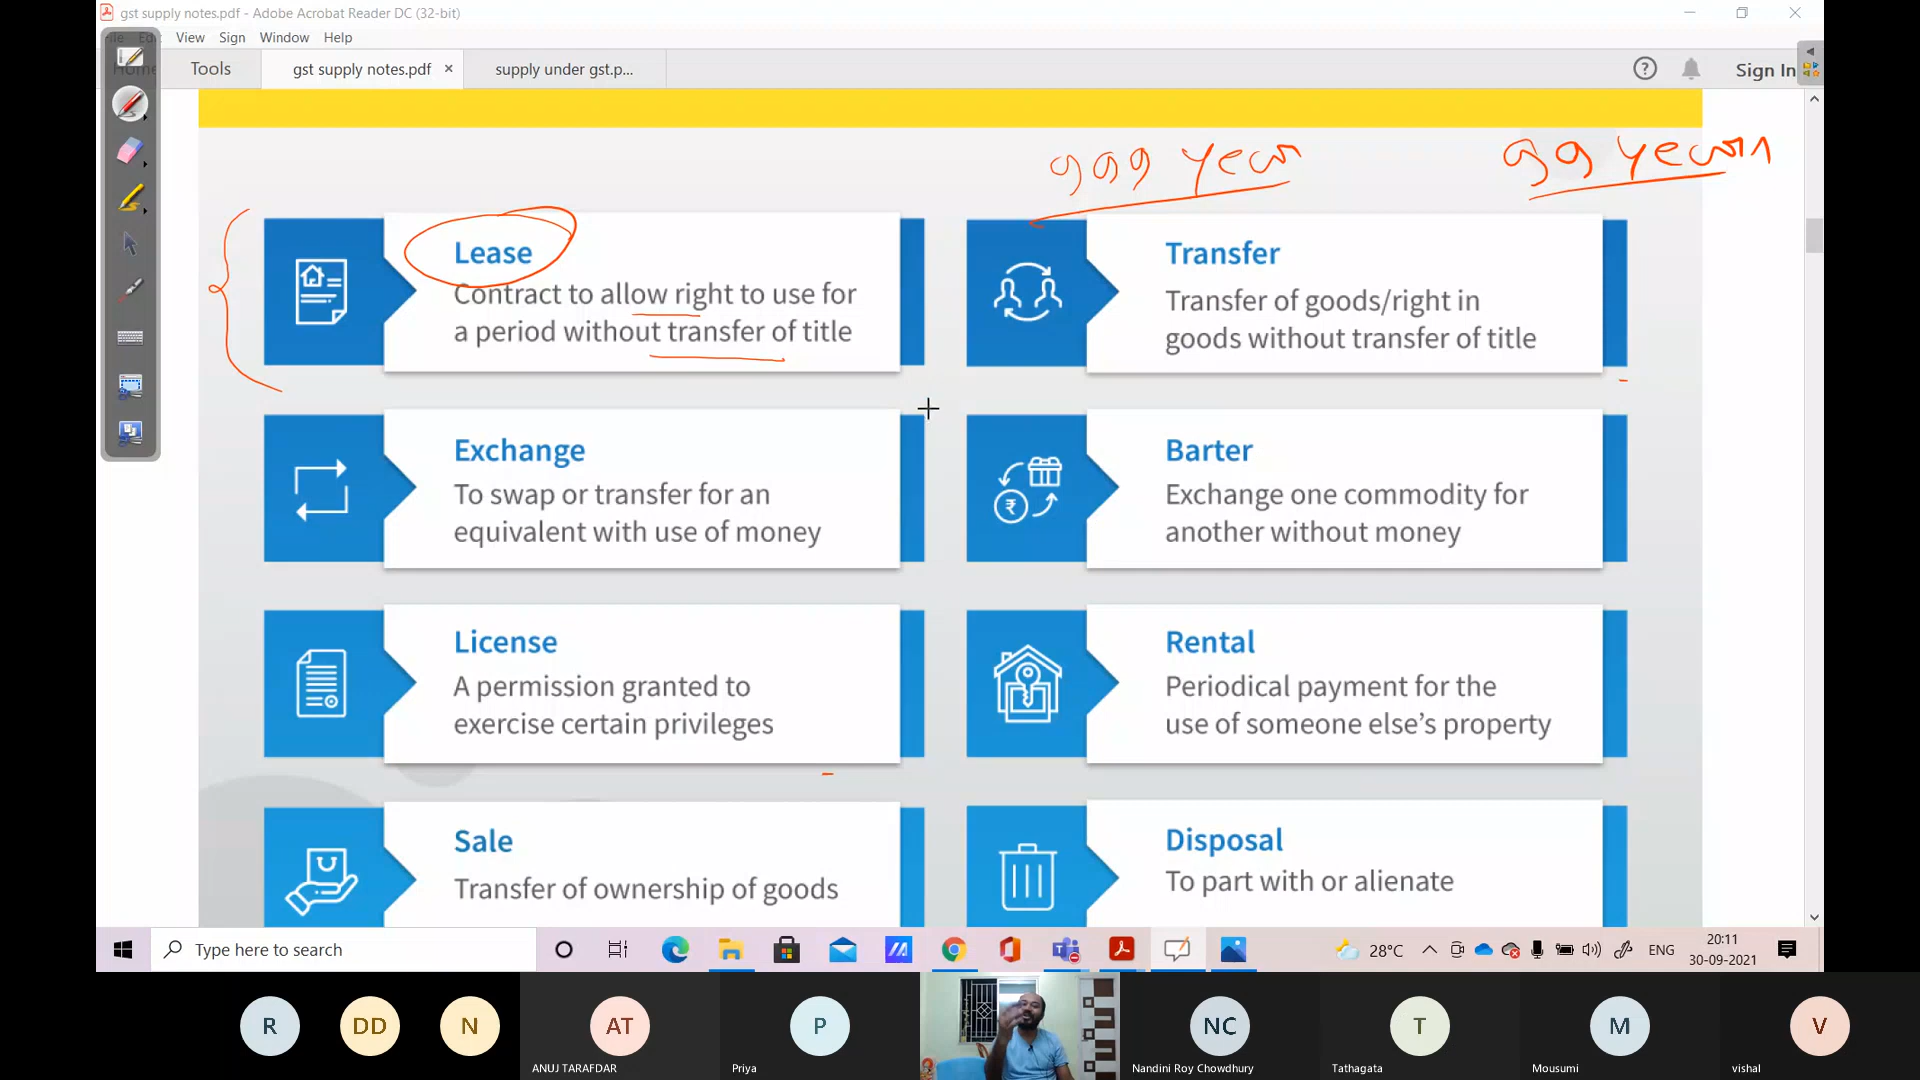 gst supply notes.pdf - Adobe Acrobat Reader DC (32-bit)
View Sign Window Help
Tools
gst supply notes.pdf ×
supply under gst.p...
Sign In
999 year
99 years
Lease
Contract to allow right to use for
a period without transfer of title
Transfer
Transfer of goods/right in
goods without transfer of title
Exchange
To swap or transfer for an
equivalent with use of money
Barter
Exchange one commodity for
another without money
License
A permission granted to
exercise certain privileges
Rental
Periodical payment for the
use of someone else's property
Sale
Transfer of ownership of goods
Disposal
To part with or alienate
Type here to search
28°C
ENG
20:11
30-09-2021
R
DD
N
AT
ANUJ TARAFDAR
P
Priya
NC
Nandini Roy Chowdhury
T
Tathagata
M
Mousumi
V
vishal